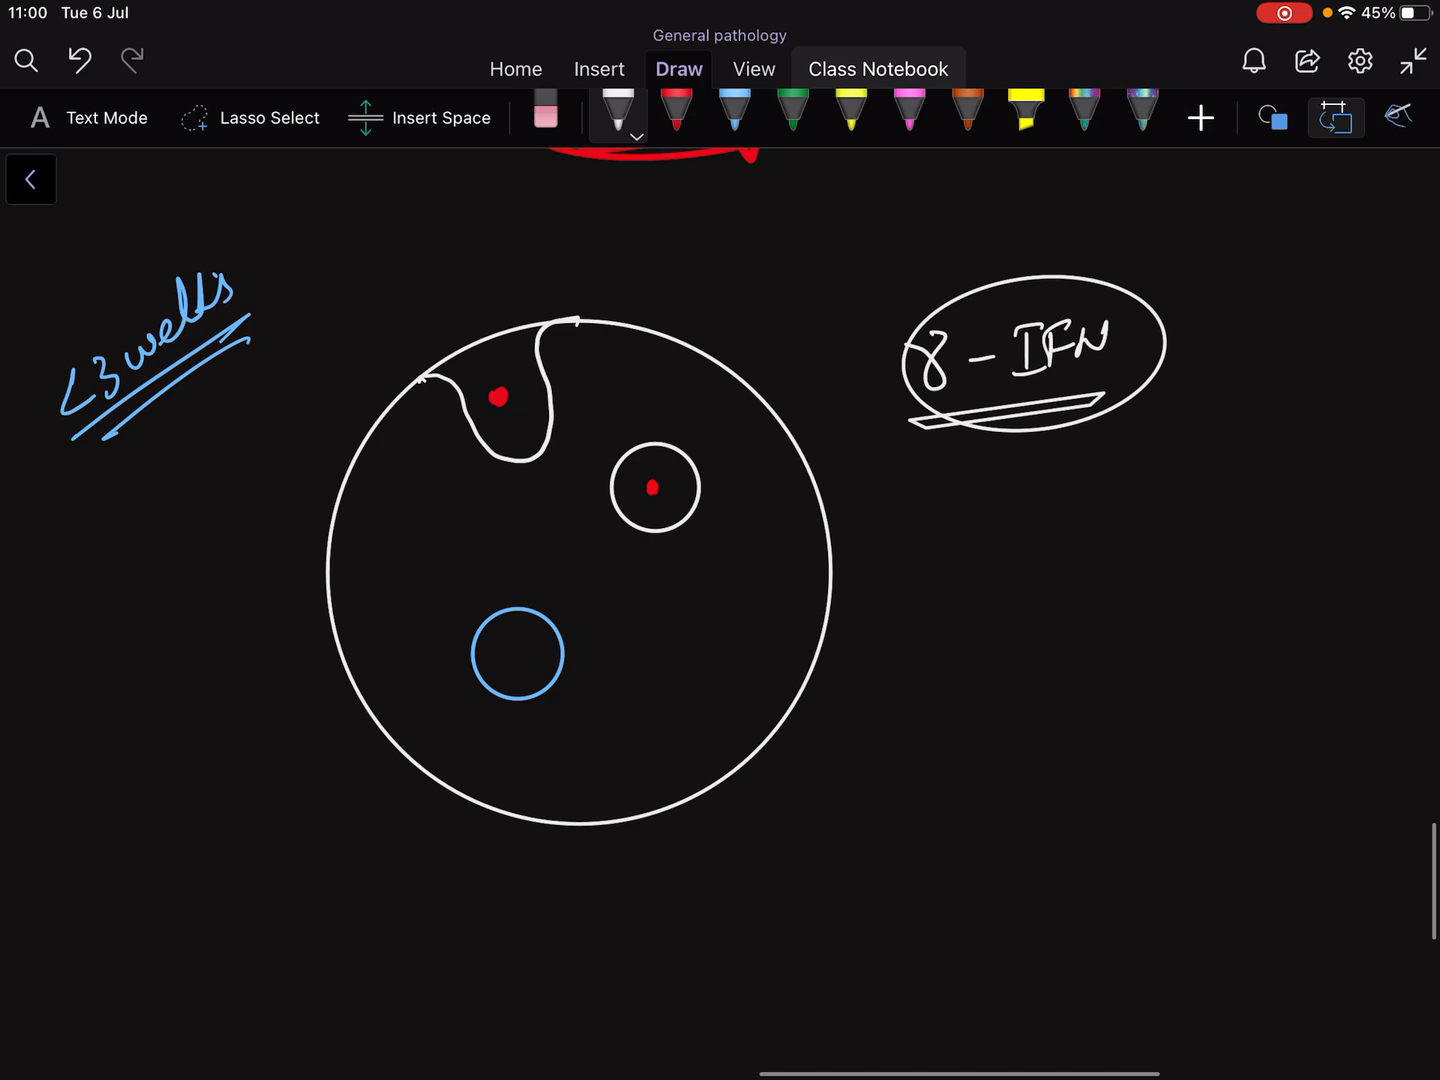 11:00 Tue 6 Jul
45%
General pathology
Home Insert Draw View Class Notebook
Text Mode Lasso Select Insert Space
<3 weeks
γ - IFN